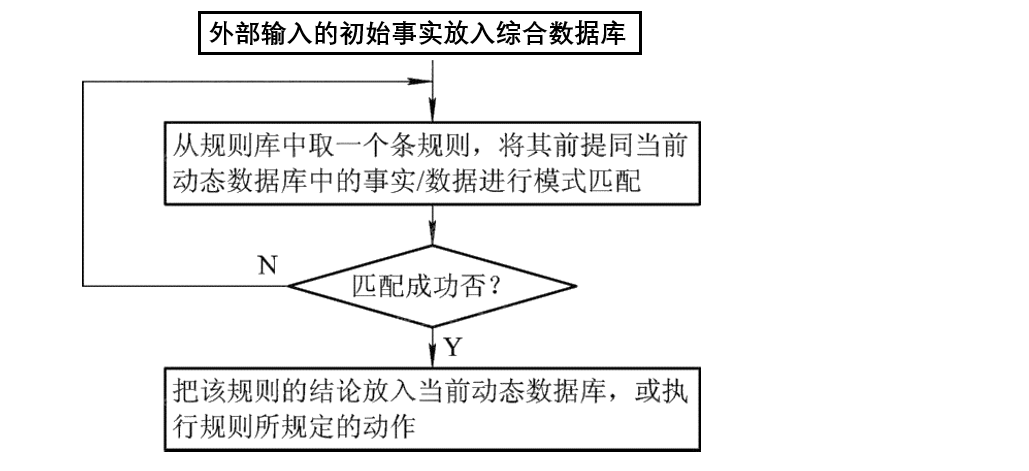 外部输入的初始事实放入综合数据库
从规则库中取一个条规则，将其前提同当前
动态数据库中的事实/数据进行模式匹配
N
匹配成功否？
Y
把该规则的结论放入当前动态数据库，或执
行规则所规定的动作